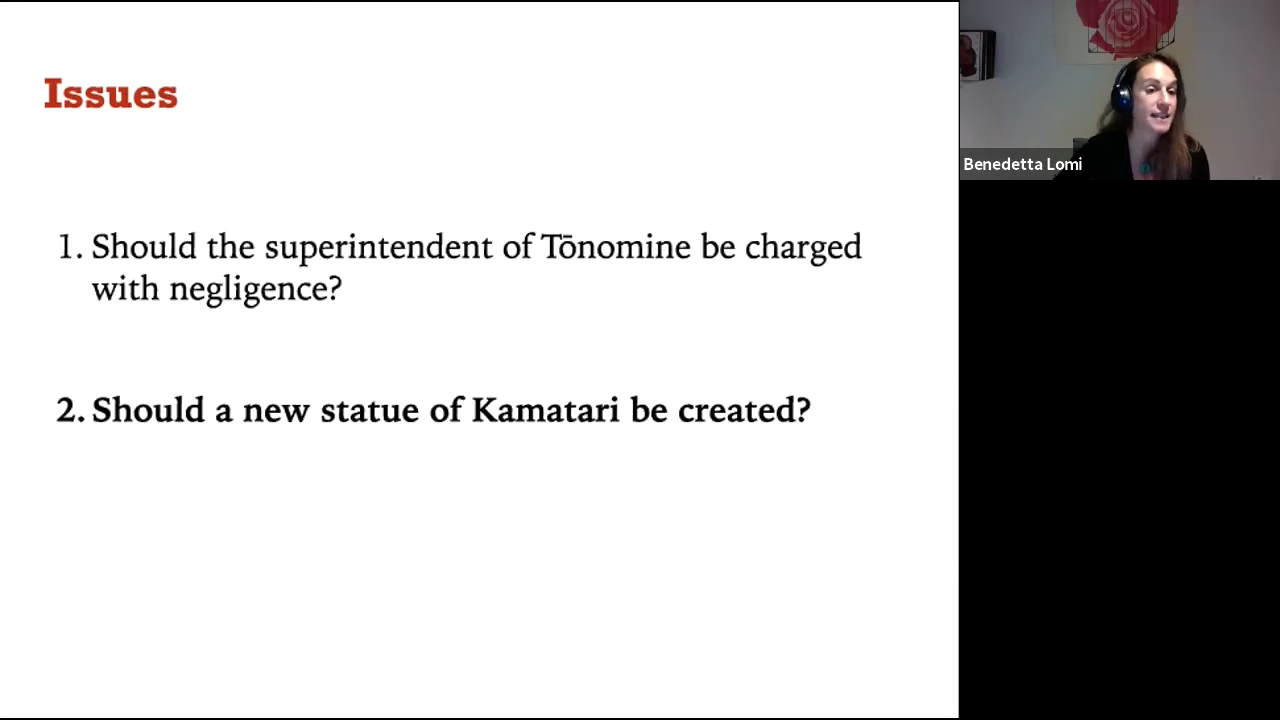 Issues
1. Should the superintendent of Tōnomine be charged
with negligence?
2. Should a new statue of Kamatari be created?
Benedetta Lomi